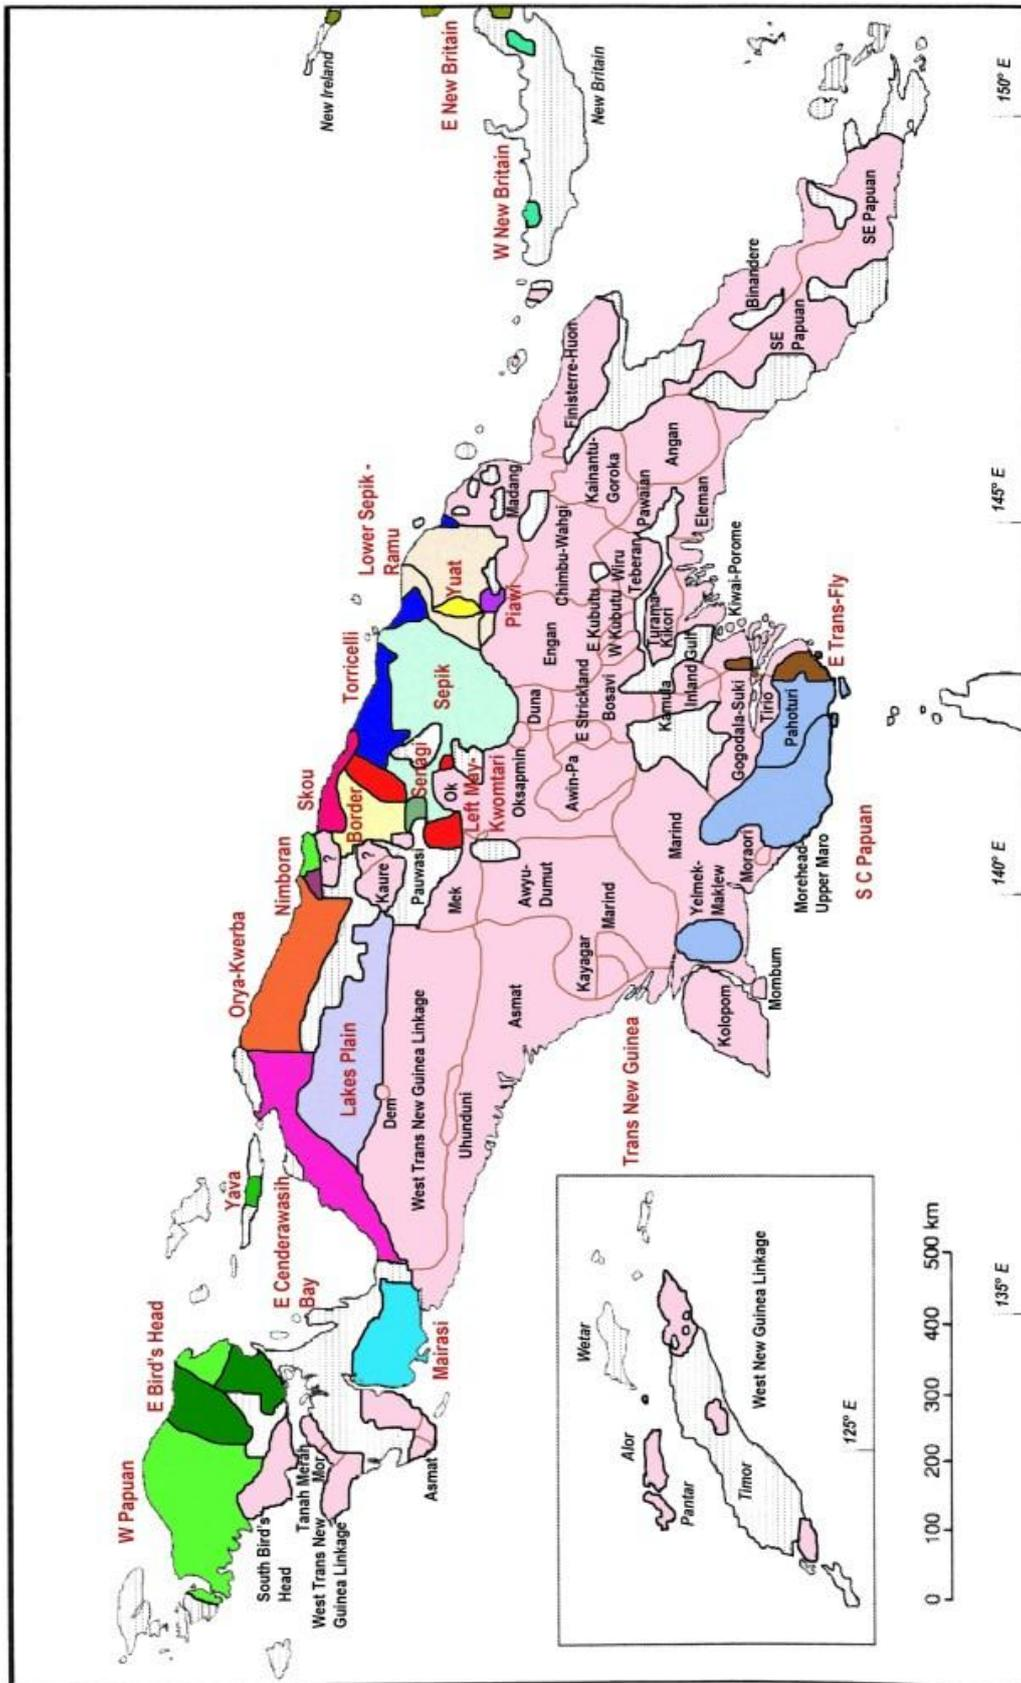 W Papuan
E Bird's Head
Yava
E Cenderawasih
Bay
Orya-Kwerba
Nimboran
Skou
Torricelli
Lower Sepik -
Ramu
New Ireland
E New Britain
W New Britain
New Britain
South Bird's
Head
Tanah Merah
Mor
West Trans New
Guinea Linkage
Asmat
Mairasi
Lakes Plain
Dem
West Trans New Guinea Linkage
Uhunduni
Asmat
Trans New Guinea
?
Border
Kaure
?
Pauwasi
Senagi
Sepik
Yuat
Piawi
Left May-
Kwomtari
Ok
Mek
Oksapmin
Awyu-
Dumut
Awin-Pa
Duna
E Strickland
Bosavi
Engan
E Kubutu
W Kubutu
Chimbu-Wahgi
Wiru
Teberan
Pawaian
Turama-
Kikori
Madang
Kainantu-
Goroka
Finisterre-Huon
Angan
Eleman
Binandere
SE
Papuan
SE Papuan
Kayagar
Marind
Marind
Kamula
Inland Gulf
Kiwai-Porome
Gogodala-Suki
Tirio
Pahoturi
E Trans-Fly
Yelmek-
Maklew
Moraori
Morehead-
Upper Maro
S C Papuan
Kolopom
Mombum
Wetar
Alor
Pantar
Timor
West New Guinea Linkage
125° E
0 100 200 300 400 500 km
135° E
140° E
145° E
150° E